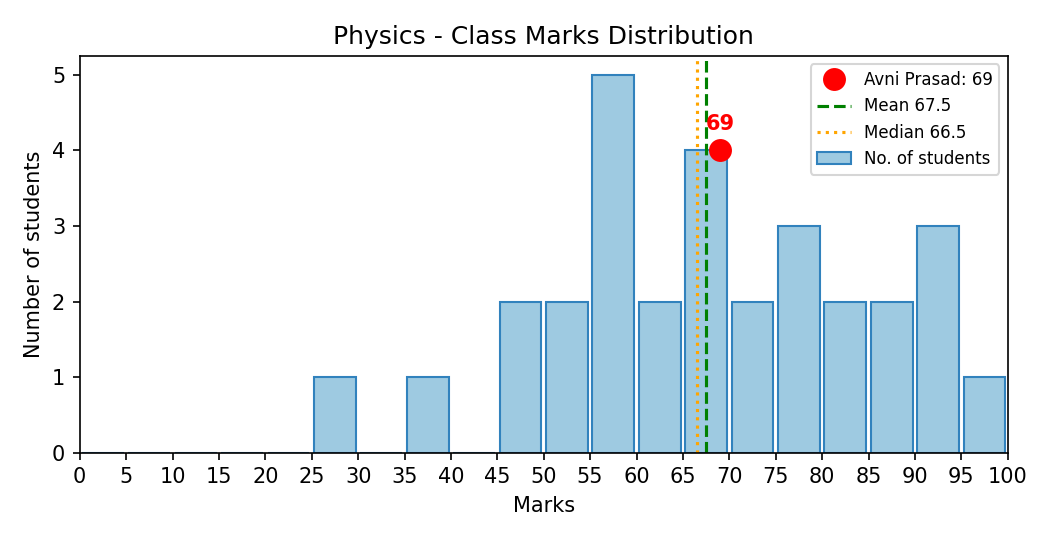 Physics - Class Marks Distribution
Avni Prasad: 69
Mean 67.5
Median 66.5
No. of students
69
Number of students
5
4
3
2
1
0
0 5 10 15 20 25 30 35 40 45 50 55 60 65 70 75 80 85 90 95 100
Marks